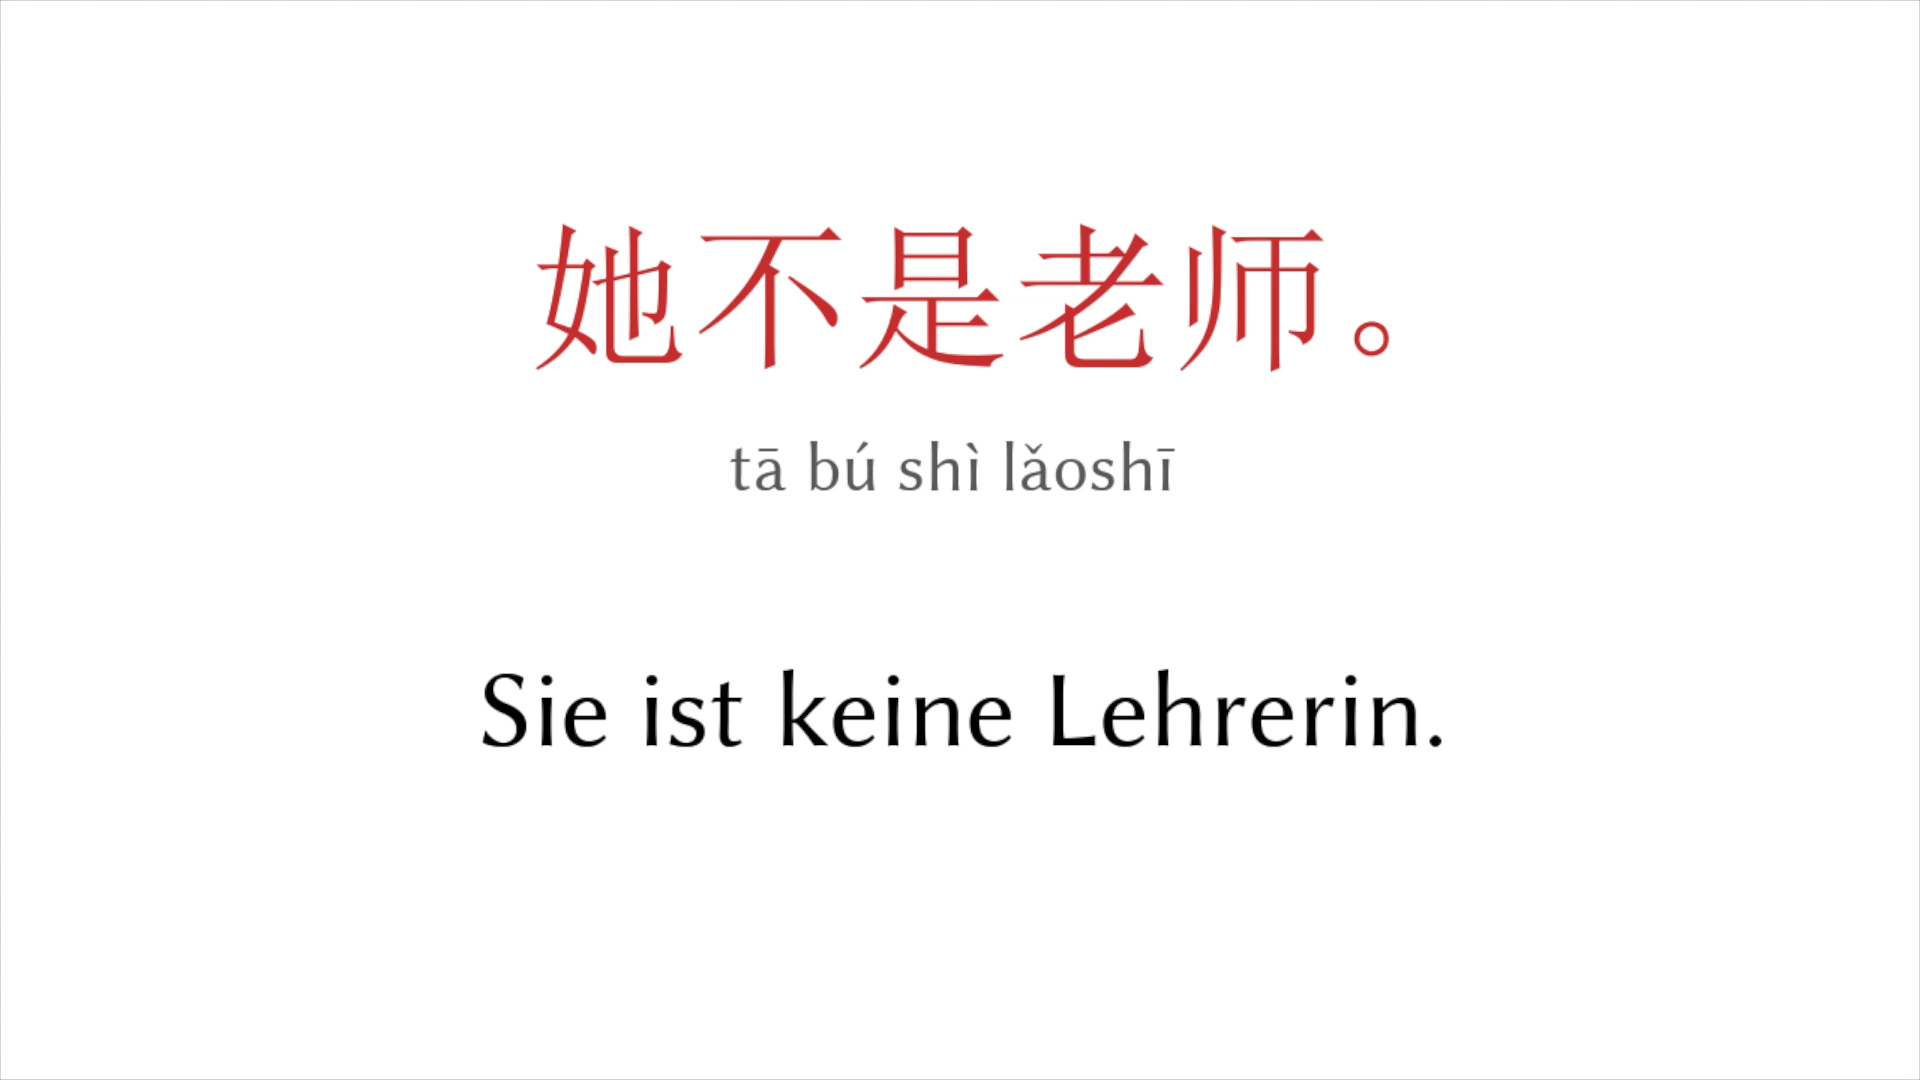 她不是老师。
tā bú shì lǎoshī
Sie ist keine Lehrerin.